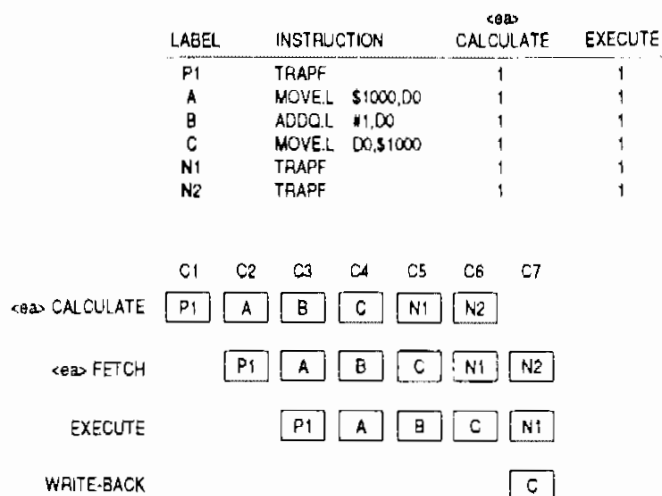 <ea>
LABEL INSTRUCTION CALCULATE EXECUTE
P1 TRAPF 1 1
A MOVE.L $1000,D0 1 1
B ADDQ.L #1,D0 1 1
C MOVE.L D0,$1000 1 1
N1 TRAPF 1 1
N2 TRAPF 1 1
C1 C2 C3 C4 C5 C6 C7
<ea> CALCULATE P1 A B C N1 N2
<ea> FETCH P1 A B C N1 N2
EXECUTE P1 A B C N1
WRITE-BACK C